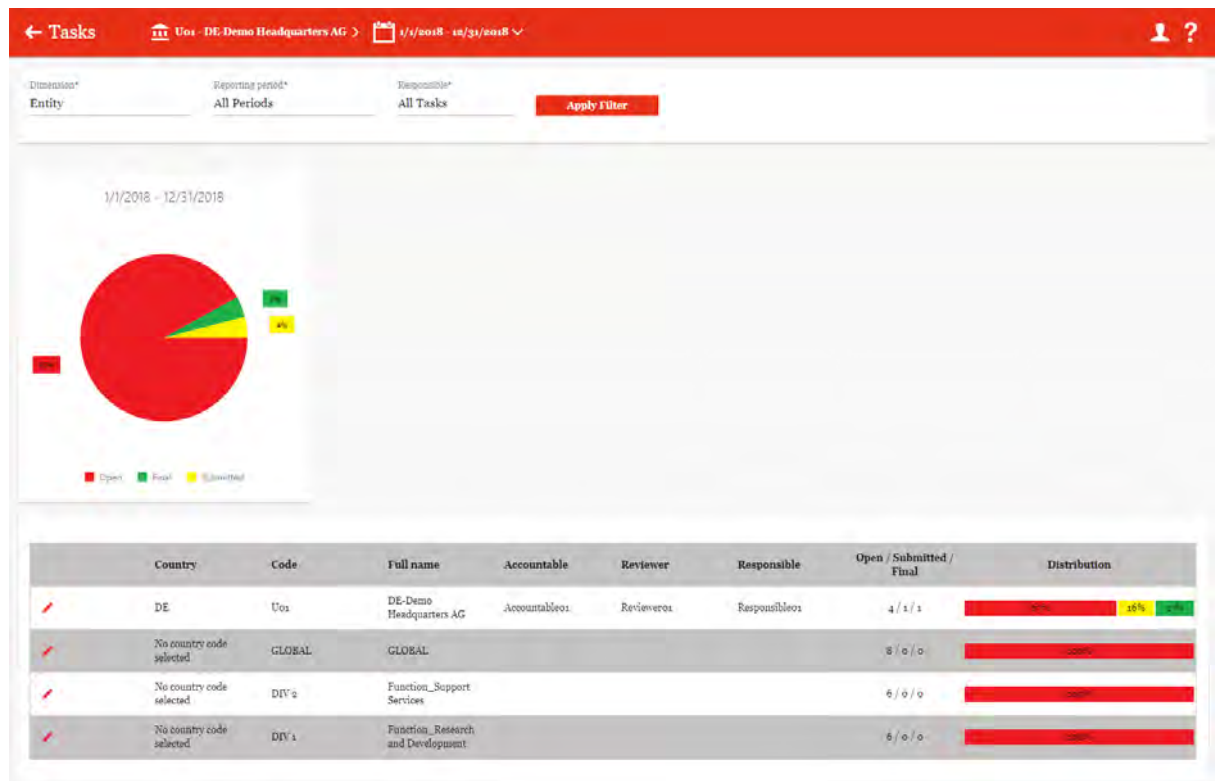 Tasks U01 - DE-Demo Headquarters AG 1/1/2018 - 12/31/2018 ?
Dimension* Reporting period* Responsible*
Entity All Periods All Tasks Apply Filter
1/1/2018 - 12/31/2018
4%
Open Final Submitted
Country Code Full name Accountable Reviewer Responsible Open / Submitted / Distribution
Final
DE U01 DE-Demo Accountable01 Reviewer01 Responsible01 4 / 1 / 1 16%
Headquarters AG
No country code GLOBAL GLOBAL 8 / 0 / 0 100%
selected
No country code DIV 2 Function_Support 6 / 0 / 0 100%
selected Services
No country code DIV 1 Function_Research 6 / 0 / 0 100%
selected and Development